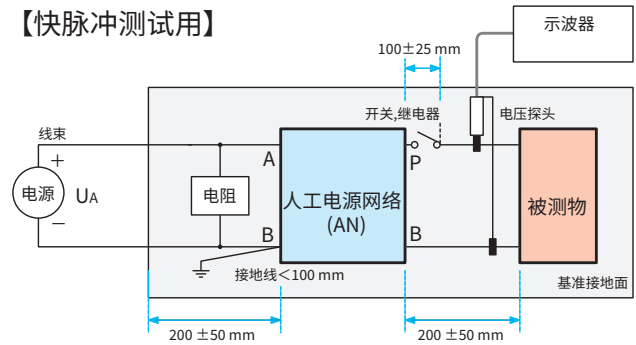 【快脉冲测试用】
示波器
100±25 mm
开关,继电器
电压探头
线束
+
电源
UA
−
电阻
A
B
人工电源网络
(AN)
P
B
被测物
接地线＜100 mm
基准接地面
200 ±50 mm
200 ±50 mm